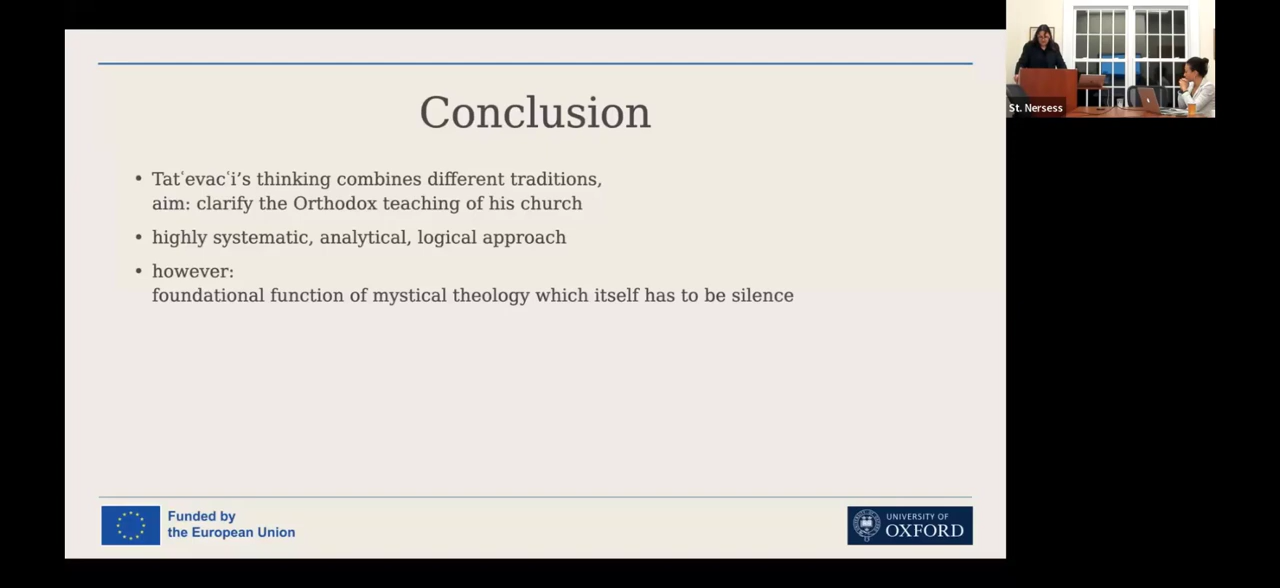 Conclusion
• Tatʿevacʿi’s thinking combines different traditions,
aim: clarify the Orthodox teaching of his church
• highly systematic, analytical, logical approach
• however:
foundational function of mystical theology which itself has to be silence
Funded by
the European Union
UNIVERSITY OF
OXFORD
St. Nersess